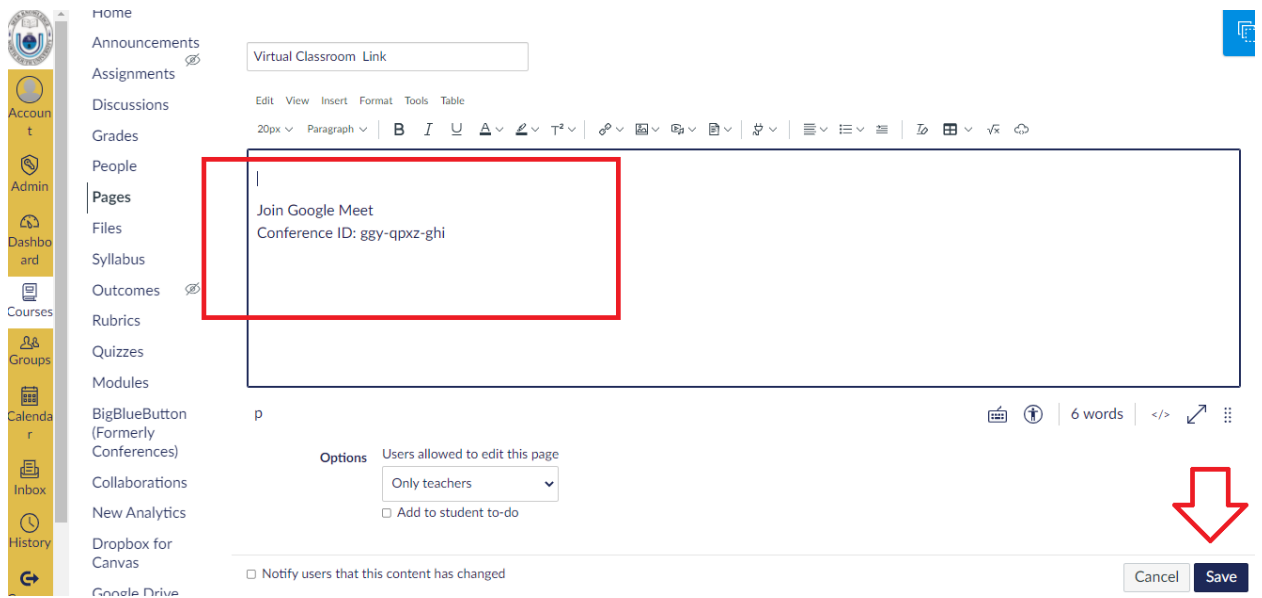 Accoun
t
Admin
Dashbo
ard
Courses
Groups
Calenda
r
Inbox
History
Home
Announcements
Assignments
Discussions
Grades
People
Pages
Files
Syllabus
Outcomes
Rubrics
Quizzes
Modules
BigBlueButton
(Formerly
Conferences)
Collaborations
New Analytics
Dropbox for
Canvas
Google Drive
Virtual Classroom  Link
Edit View Insert Format Tools Table
20px Paragraph B I U A T²
Join Google Meet
Conference ID: ggy-qpxz-ghi
p 6 words </>
Options Users allowed to edit this page
Only teachers
Add to student to-do
Notify users that this content has changed
Cancel Save